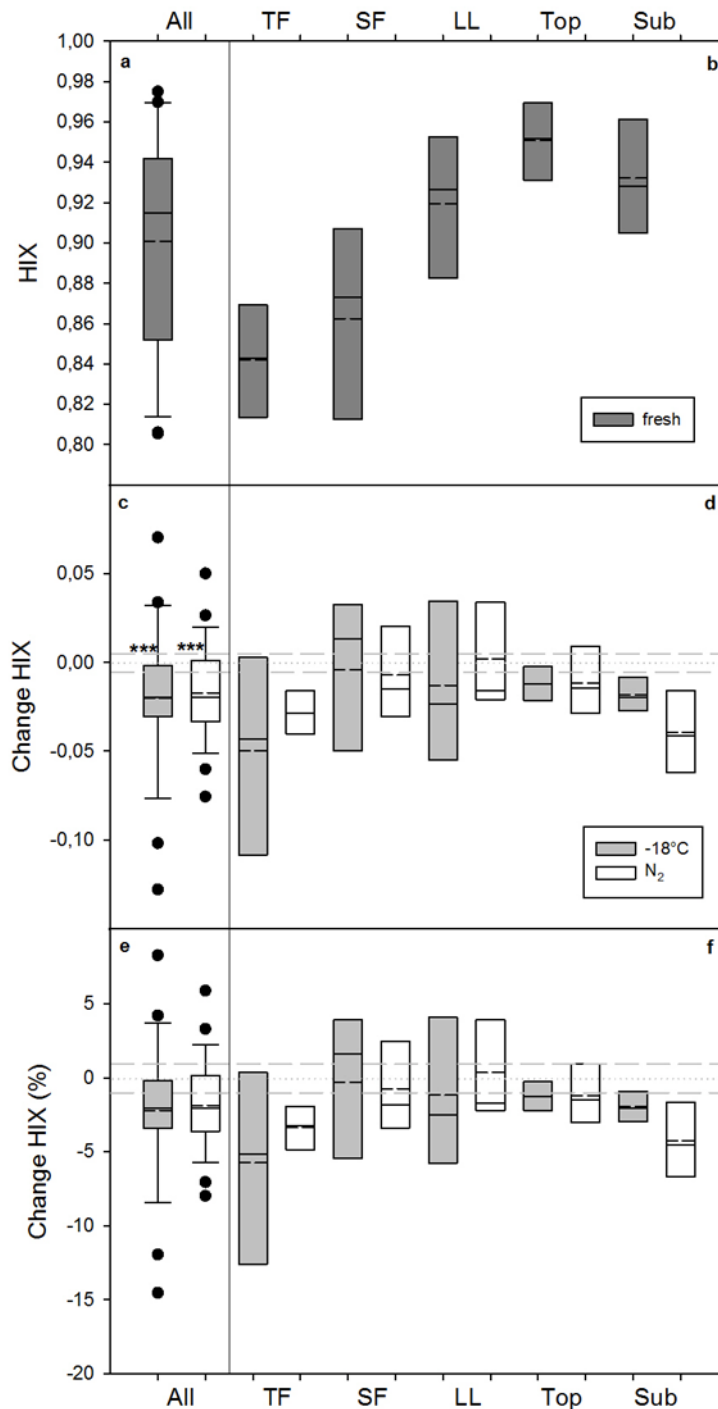 All TF SF LL Top Sub
1,00
a
b
0,98
0,96
0,94
0,92
HIX
0,90
0,88
0,86
0,84
0,82
fresh
0,80
c
d
0,05
*** ***
0,00
Change HIX
-0,05
-0,10
-18°C
N2
e
f
5
0
Change HIX (%)
-5
-10
-15
-20
All TF SF LL Top Sub